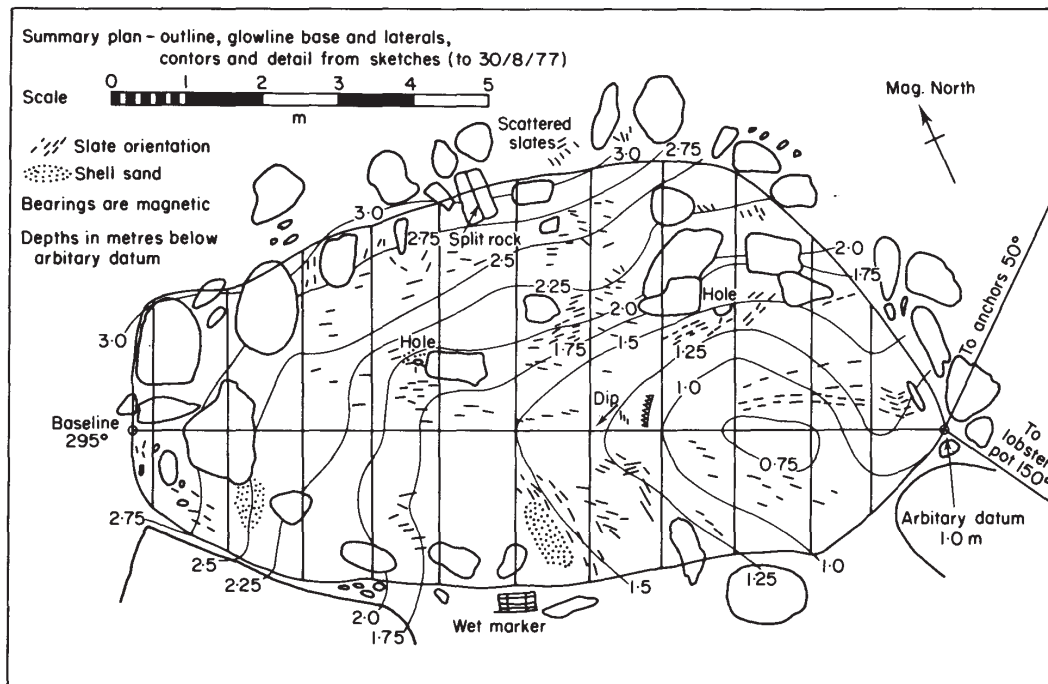 Summary plan – outline, glowline base and laterals,
contors and detail from sketches (to 30/8/77)
Scale
0 1 2 3 4 5
m
Mag. North
Slate orientation
Shell sand
Bearings are magnetic
Depths in metres below
arbitary datum
Scattered
slates
3·0
2·75
3·0
2·75
Split rock
2·5
2·25
2·0
1·75
2·0
1·75
1·5
Hole
1·25
3·0
Hole
1·0
Dip
To anchors 50°
Baseline
295°
0·75
To
lobster
pot 150°
Arbitary datum
1·0 m
2·75
2·5
2·25
2·0
1·75
1·5
1·25
1·0
Wet marker